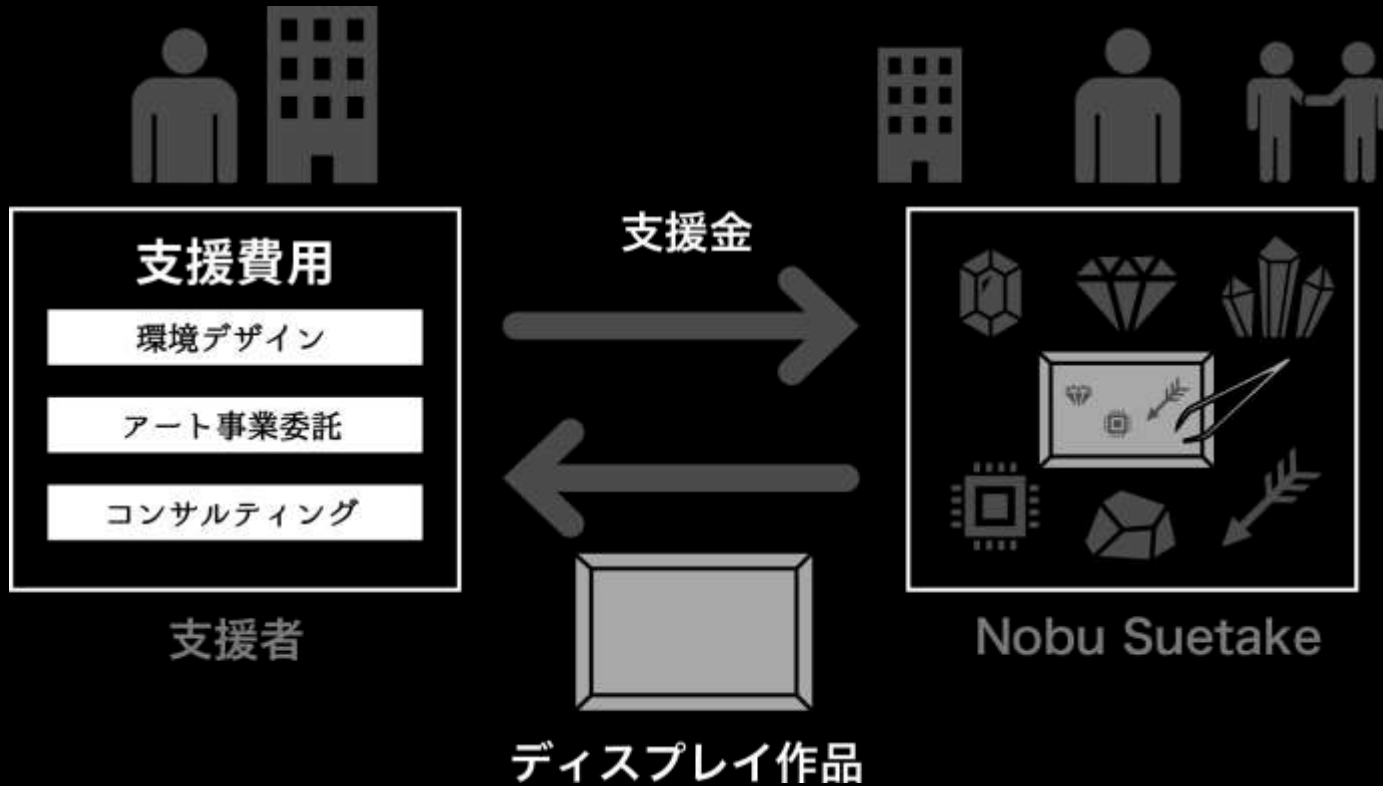 支援費用
環境デザイン
アート事業委託
コンサルティング
支援者
支援金
ディスプレイ作品
Nobu Suetake